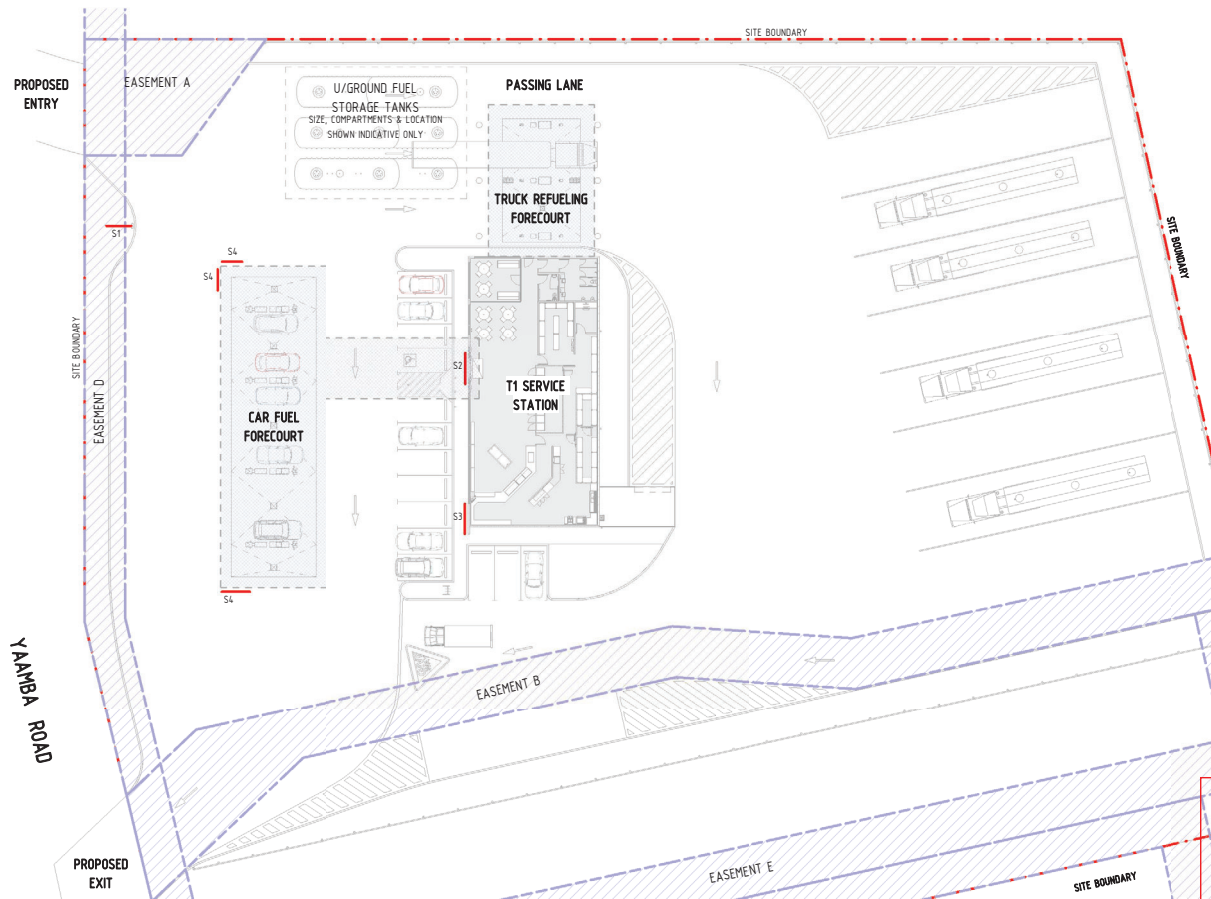 SITE BOUNDARY
PROPOSED
ENTRY
EASEMENT A
U/GROUND FUEL
STORAGE TANKS
SIZE, COMPARTMENTS & LOCATION
SHOWN INDICATIVE ONLY
PASSING LANE
TRUCK REFUELING
FORECOURT
S1
S4
S4
SITE BOUNDARY
SITE BOUNDARY
EASEMENT D
S2
T1 SERVICE
STATION
CAR FUEL
FORECOURT
S3
S4
YAAMBA ROAD
EASEMENT B
PROPOSED
EXIT
EASEMENT E
SITE BOUNDARY